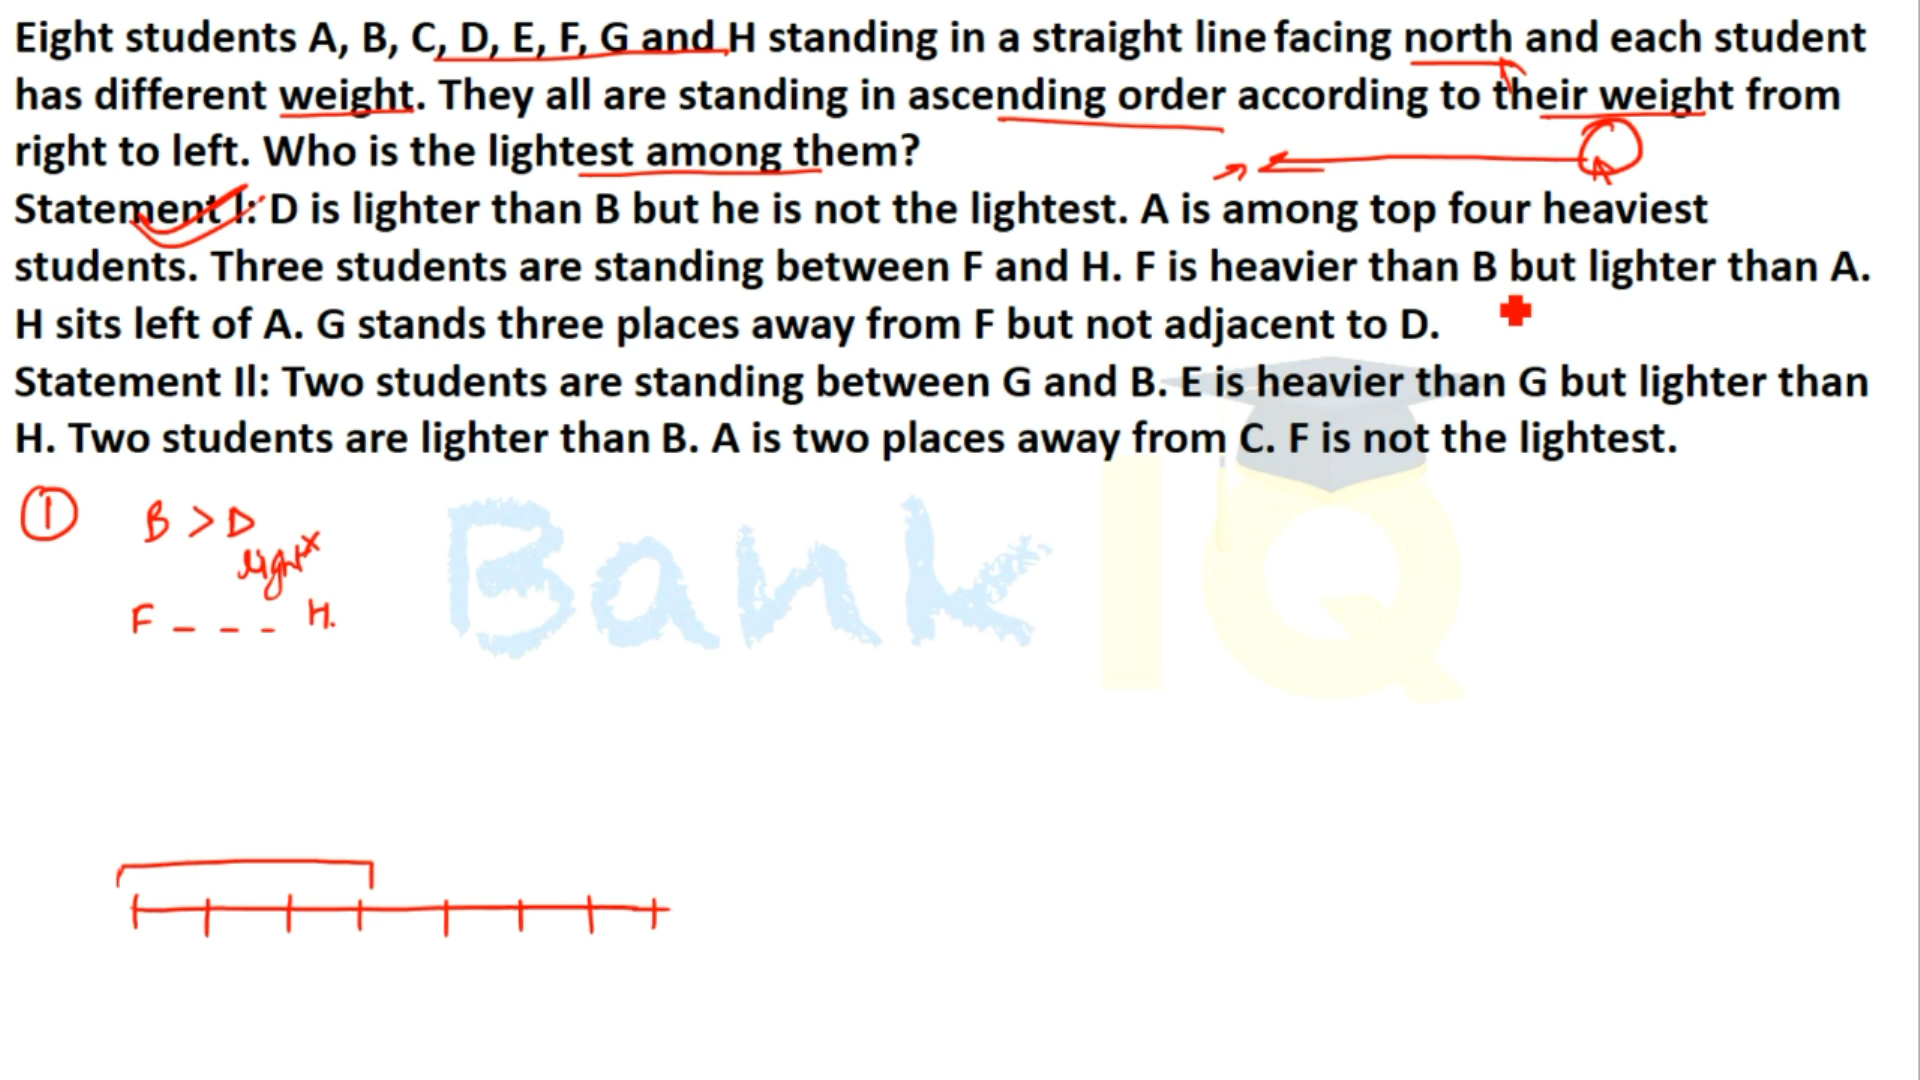 Eight students A, B, C, D, E, F, G and H standing in a straight line facing north and each student
has different weight. They all are standing in ascending order according to their weight from
right to left. Who is the lightest among them?
Statement I: D is lighter than B but he is not the lightest. A is among top four heaviest
students. Three students are standing between F and H. F is heavier than B but lighter than A.
H sits left of A. G stands three places away from F but not adjacent to D.
Statement Il: Two students are standing between G and B. E is heavier than G but lighter than
H. Two students are lighter than B. A is two places away from C. F is not the lightest.
① B > D
light x
F _ _ _ H.
Bank IQ